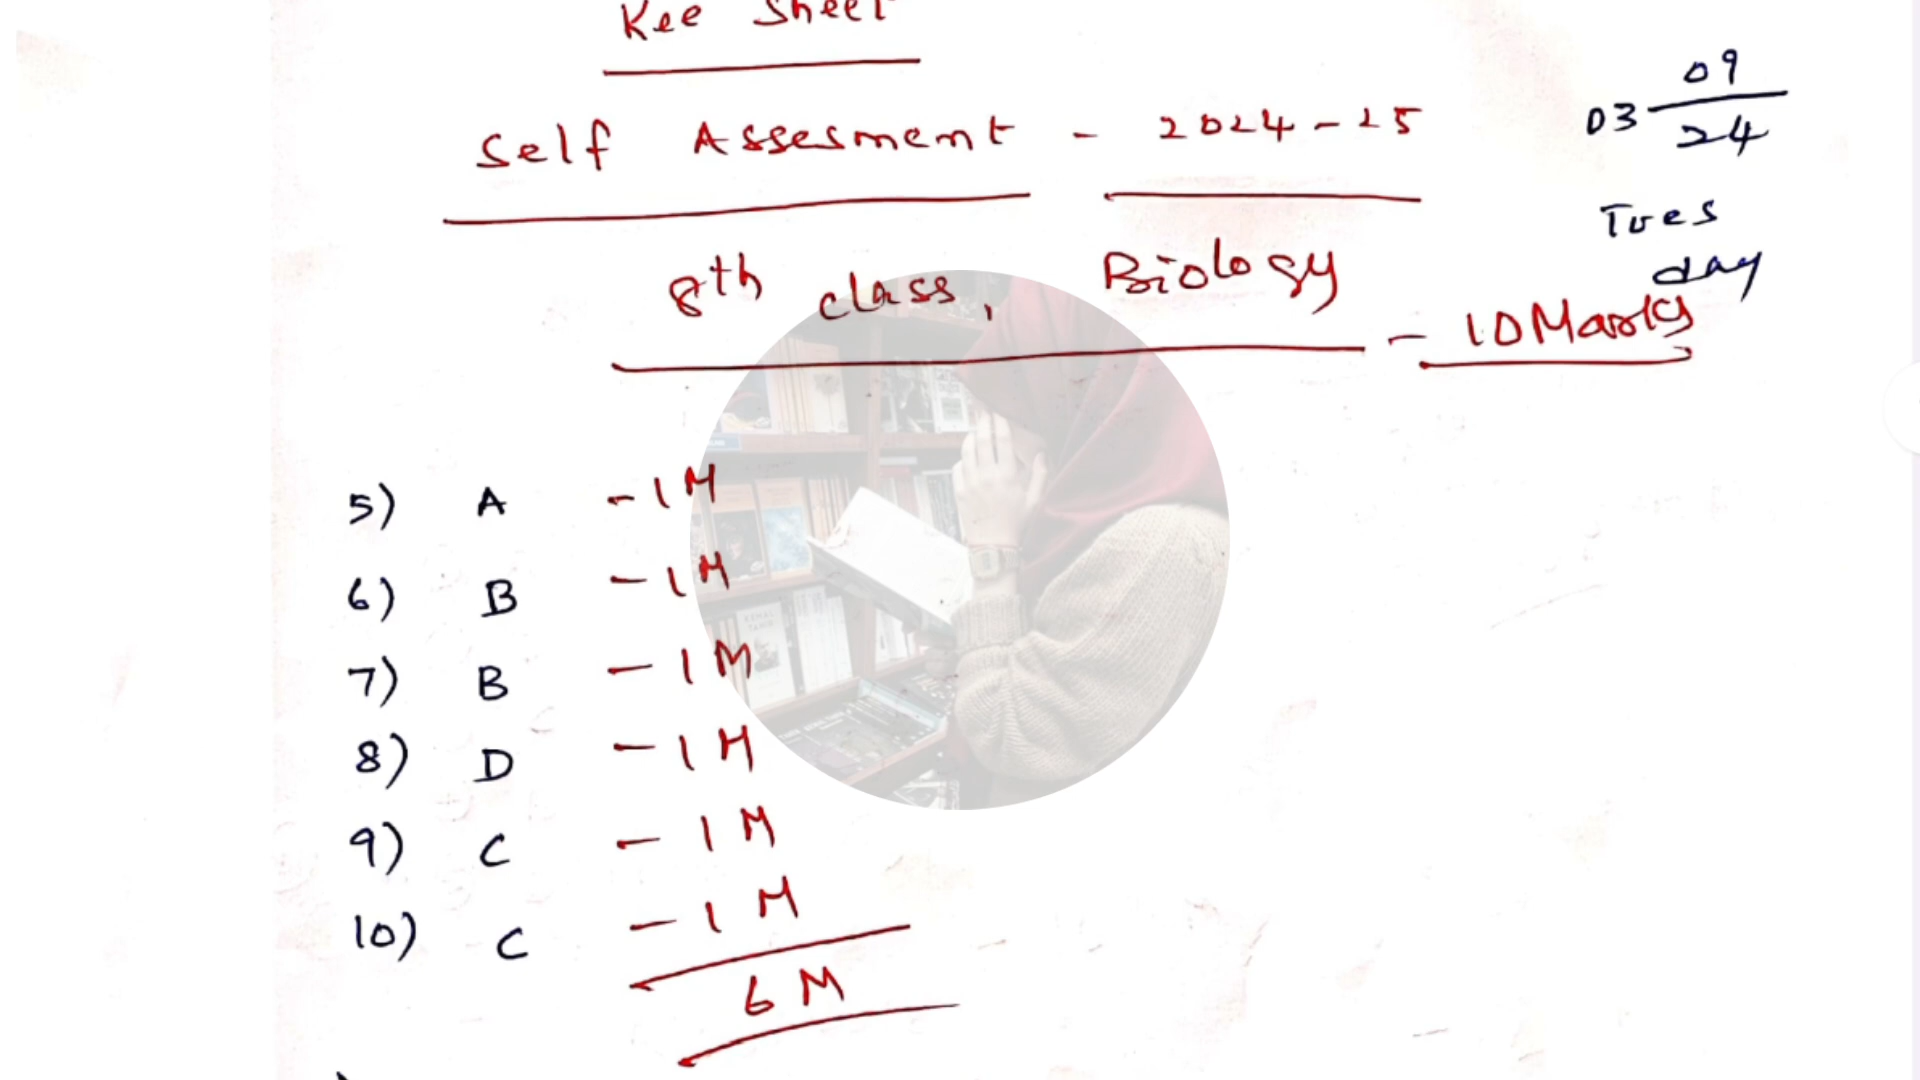 Kee Sheet
Self Assesment - 2024-25
03 09/24
Tues
day
8th class, Biology - 10 Marks
5) A - 1M
6) B - 1M
7) B - 1M
8) D - 1M
9) C - 1M
10) C - 1M
6M